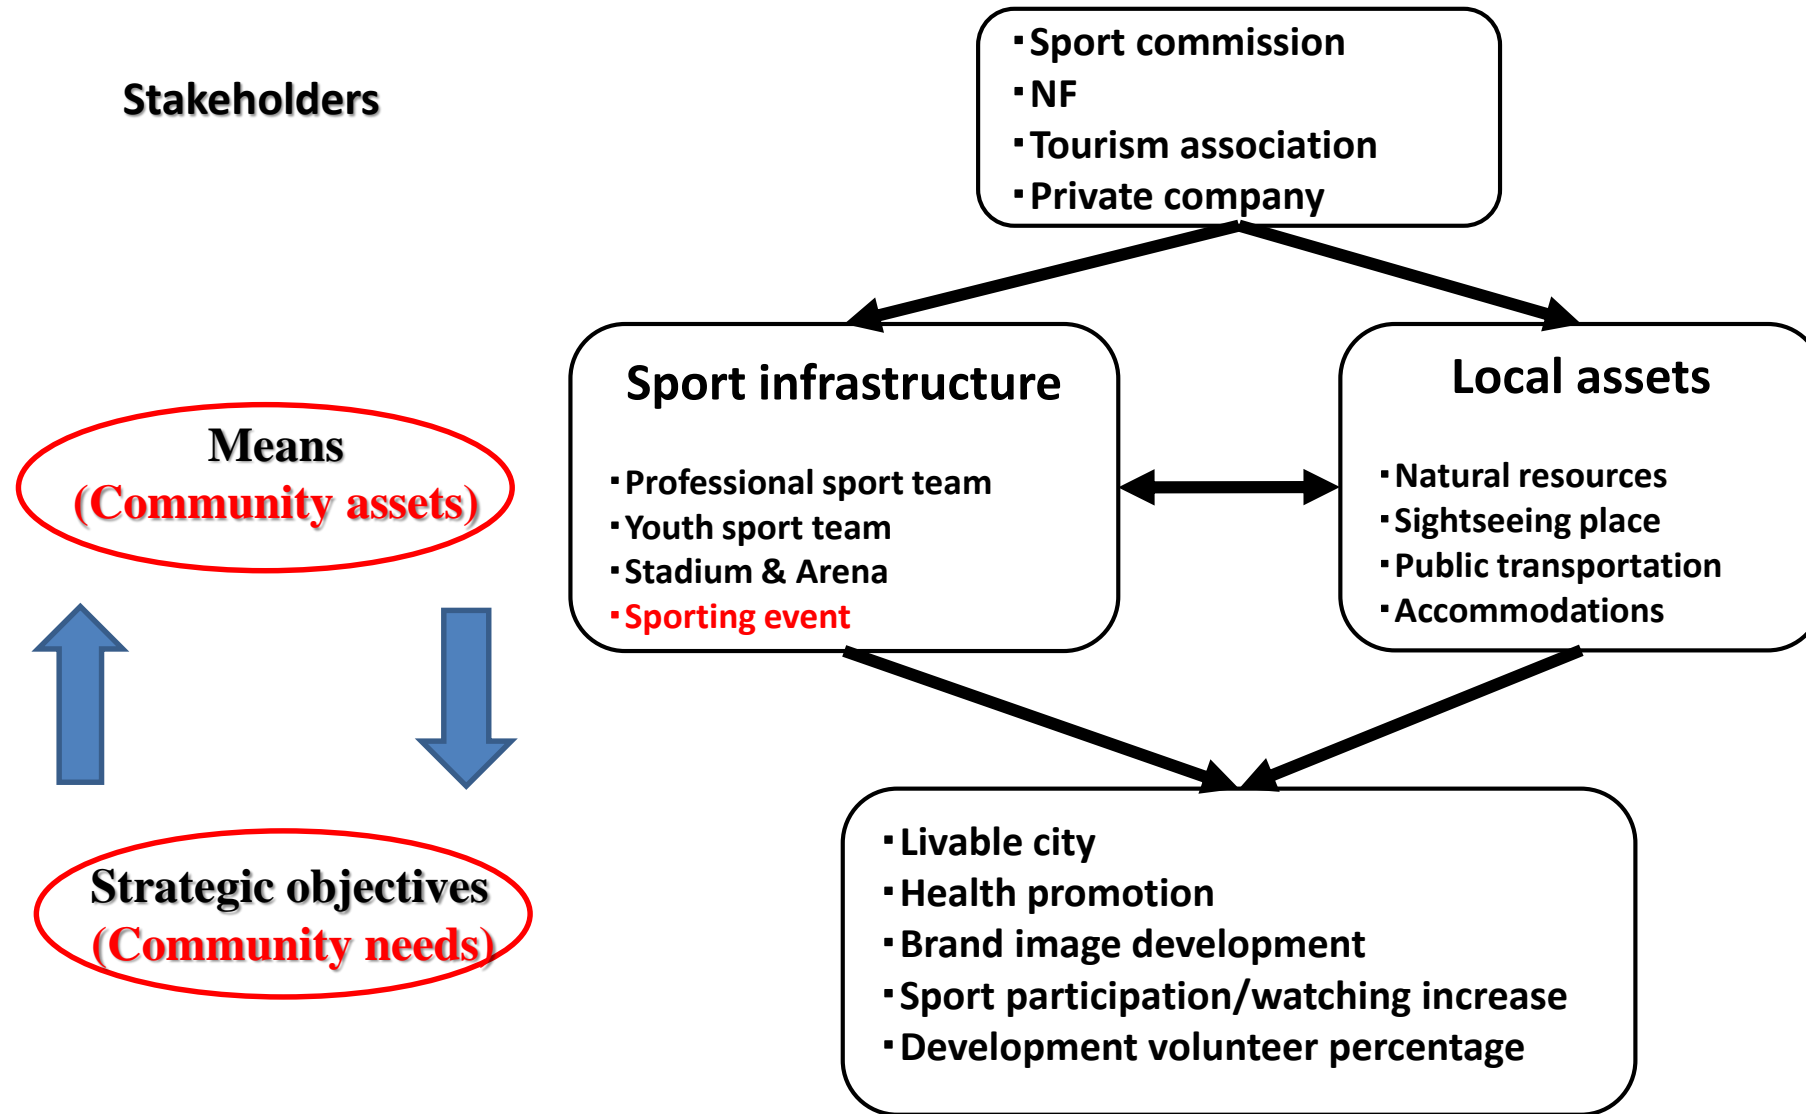 Stakeholders
▪Sport commission
▪NF
▪Tourism association
▪Private company
Sport infrastructure
▪Professional sport team
▪Youth sport team
▪Stadium & Arena
▪Sporting event
Local assets
▪Natural resources
▪Sightseeing place
▪Public transportation
▪Accommodations
Means
(Community assets)
Strategic objectives
(Community needs)
▪Livable city
▪Health promotion
▪Brand image development
▪Sport participation/watching increase
▪Development volunteer percentage